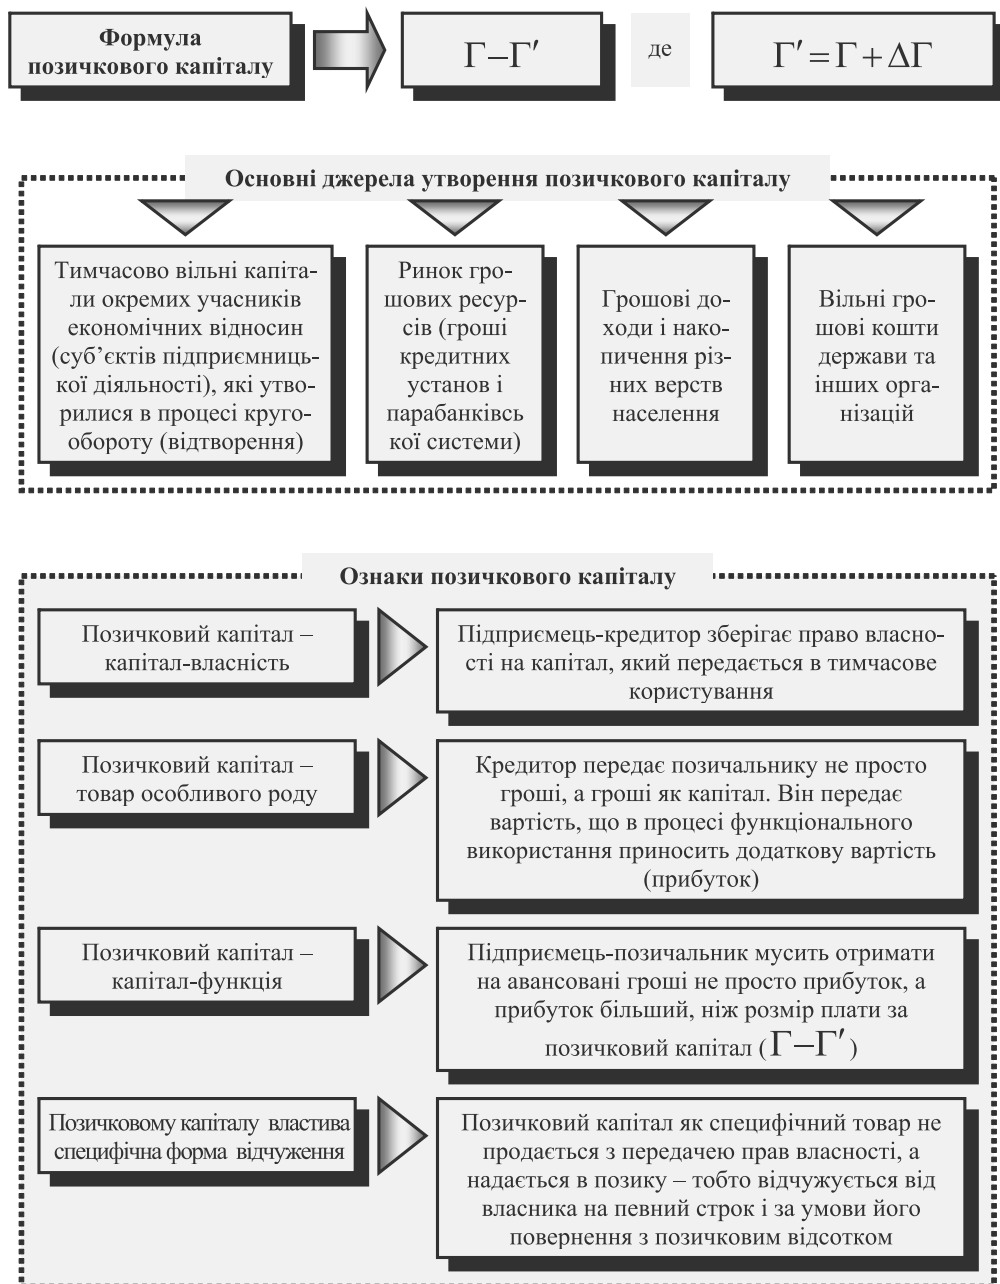 Формула
позичкового капіталу
Г−Г′
де
Г′=Г+ΔГ
Основні джерела утворення позичкового капіталу
Тимчасово вільні капіта-
ли окремих учасників
економічних відносин
(суб’єктів підприємниць-
кої діяльності), які утво-
рилися в процесі круго-
обороту (відтворення)
Ринок гро-
шових ресур-
сів (гроші
кредитних
установ і
парабанківсь
кої системи)
Грошові до-
ходи і нако-
пичення різ-
них верств
населення
Вільні гро-
шові кошти
держави та
інших орга-
нізацій
Ознаки позичкового капіталу
Позичковий капітал –
капітал-власність
Підприємець-кредитор зберігає право власно-
сті на капітал, який передається в тимчасове
користування
Позичковий капітал –
товар особливого роду
Кредитор передає позичальнику не просто
гроші, а гроші як капітал. Він передає
вартість, що в процесі функціонального
використання приносить додаткову вартість
(прибуток)
Позичковий капітал –
капітал-функція
Підприємець-позичальник мусить отримати
на авансовані гроші не просто прибуток, а
прибуток більший, ніж розмір плати за
позичковий капітал (Г−Г′)
Позичковому капіталу властива
специфічна форма відчуження
Позичковий капітал як специфічний товар не
продається з передачею прав власності, а
надається в позику – тобто відчужується від
власника на певний строк і за умови його
повернення з позичковим відсотком